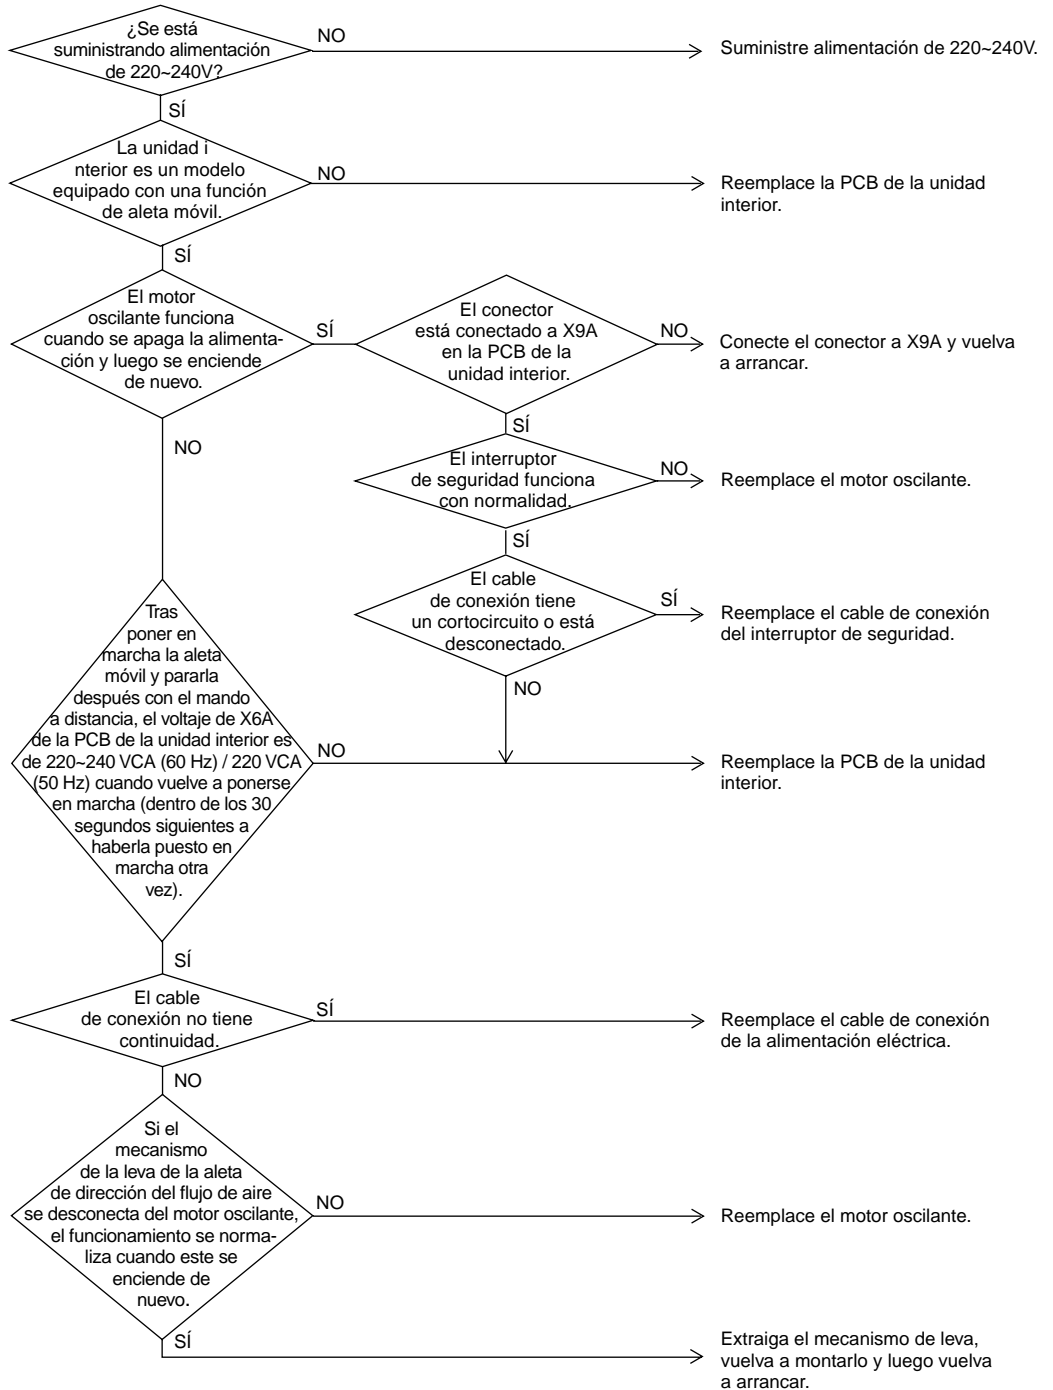 ¿Se está
suministrando alimentación
de 220~240V?
NO
Suministre alimentación de 220~240V.
SÍ
La unidad i
nterior es un modelo
equipado con una función
de aleta móvil.
NO
Reemplace la PCB de la unidad
interior.
SÍ
El motor
oscilante funciona
cuando se apaga la alimenta-
ción y luego se enciende
de nuevo.
SÍ
El conector
está conectado a X9A
en la PCB de la
unidad interior.
NO
Conecte el conector a X9A y vuelva
a arrancar.
SÍ
NO
El interruptor
de seguridad funciona
con normalidad.
NO
Reemplace el motor oscilante.
SÍ
El cable
de conexión tiene
un cortocircuito o está
desconectado.
SÍ
Reemplace el cable de conexión
del interruptor de seguridad.
NO
Tras
poner en
marcha la aleta
móvil y pararla
después con el mando
a distancia, el voltaje de X6A
de la PCB de la unidad interior es
de 220~240 VCA (60 Hz) / 220 VCA
(50 Hz) cuando vuelve a ponerse
en marcha (dentro de los 30
segundos siguientes a
haberla puesto en
marcha otra
vez).
NO
Reemplace la PCB de la unidad
interior.
SÍ
El cable
de conexión no tiene
continuidad.
SÍ
Reemplace el cable de conexión
de la alimentación eléctrica.
NO
Si el
mecanismo
de la leva de la aleta
de dirección del flujo de aire
se desconecta del motor oscilante,
el funcionamiento se norma-
liza cuando este se
enciende de
nuevo.
NO
Reemplace el motor oscilante.
SÍ
Extraiga el mecanismo de leva,
vuelva a montarlo y luego vuelva
a arrancar.